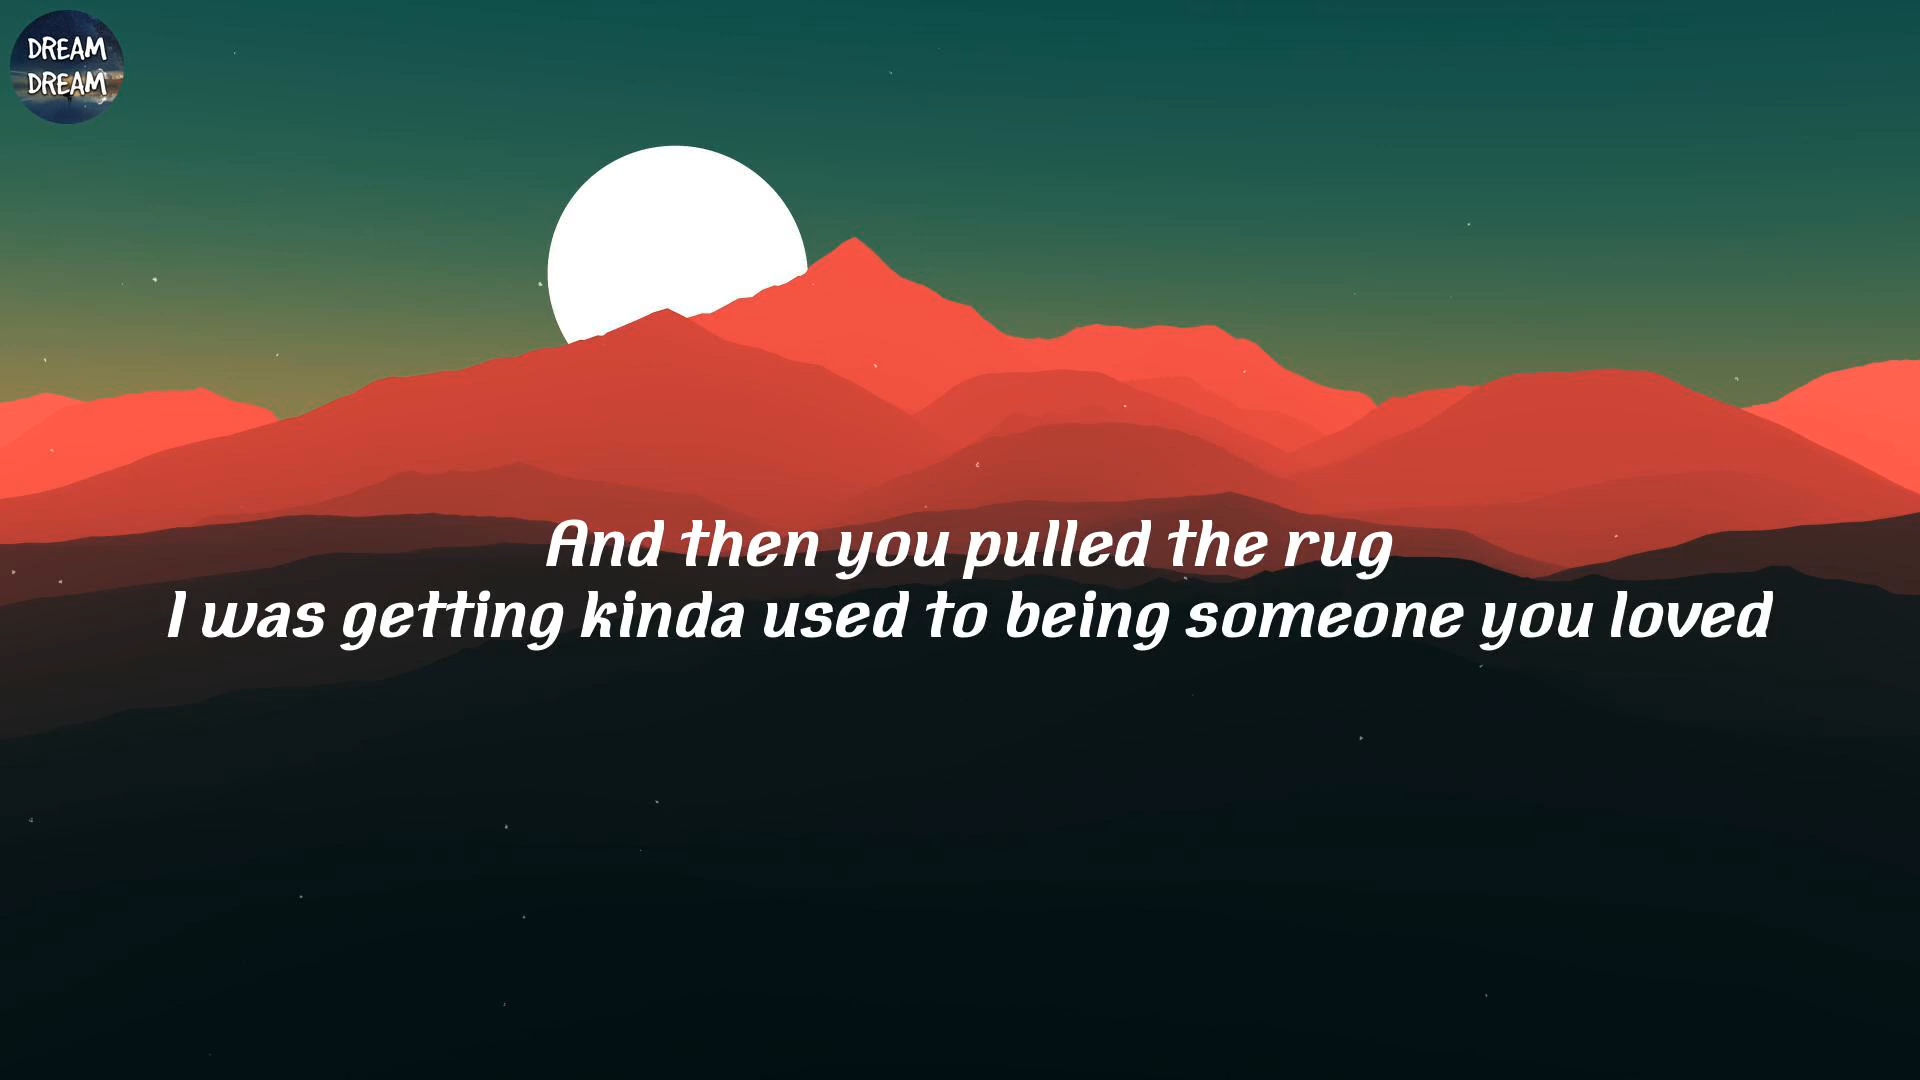 DREAM
DREAM
And then you pulled the rug
I was getting kinda used to being someone you loved